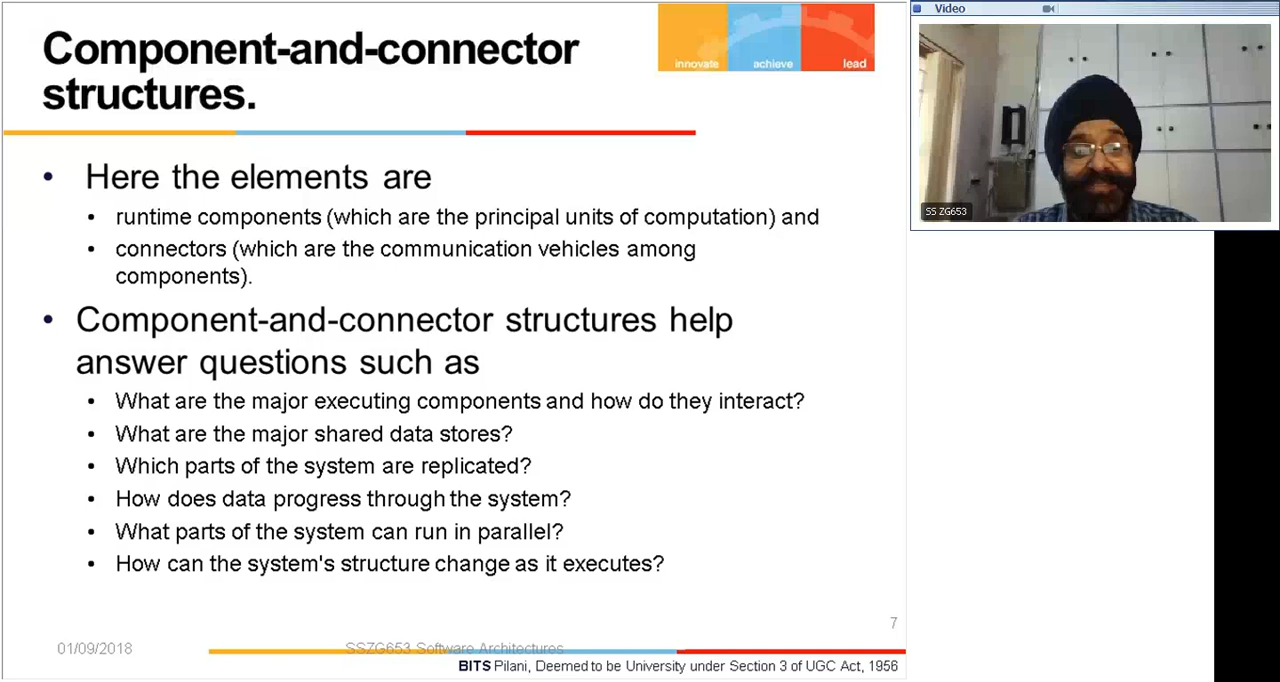 Component-and-connector
structures.
innovate achieve lead
• Here the elements are
• runtime components (which are the principal units of computation) and
• connectors (which are the communication vehicles among
components).
• Component-and-connector structures help
answer questions such as
• What are the major executing components and how do they interact?
• What are the major shared data stores?
• Which parts of the system are replicated?
• How does data progress through the system?
• What parts of the system can run in parallel?
• How can the system's structure change as it executes?
7
01/09/2018
SSZG653 Software Architectures
BITS Pilani, Deemed to be University under Section 3 of UGC Act, 1956
Video
SS ZG653